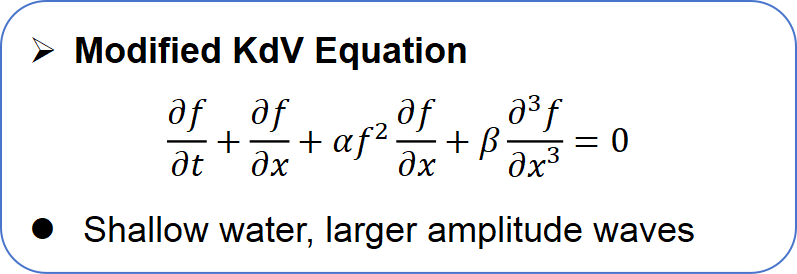 ➢ Modified KdV Equation
∂f/∂t + ∂f/∂x + αf² ∂f/∂x + β ∂³f/∂x³ = 0
● Shallow water, larger amplitude waves